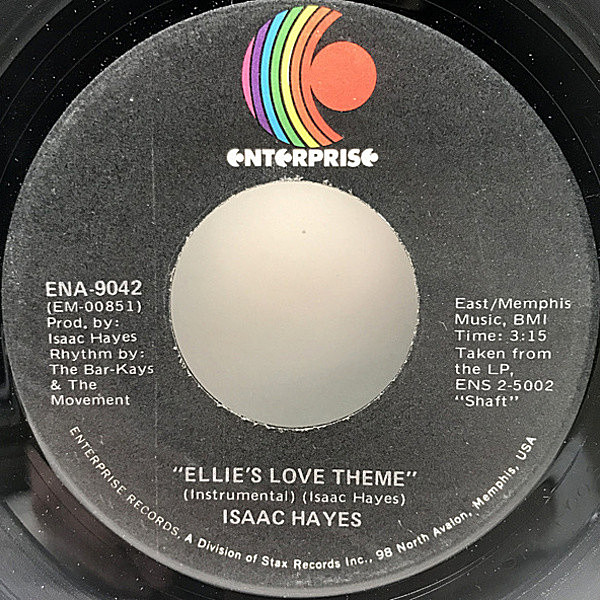 ENTERPRISE
ENA-9042
(EM-00851)
Prod. by:
Isaac Hayes
Rhythm by:
The Bar-Kays
& The
Movement
East/Memphis
Music, BMI
Time: 3:15
Taken from
the LP,
ENS 2-5002
"Shaft"
"ELLIE'S LOVE THEME"
(Instrumental) (Isaac Hayes)
ISAAC HAYES
ENTERPRISE RECORDS, A Division of Stax Records Inc., 98 North Avalon, Memphis, USA